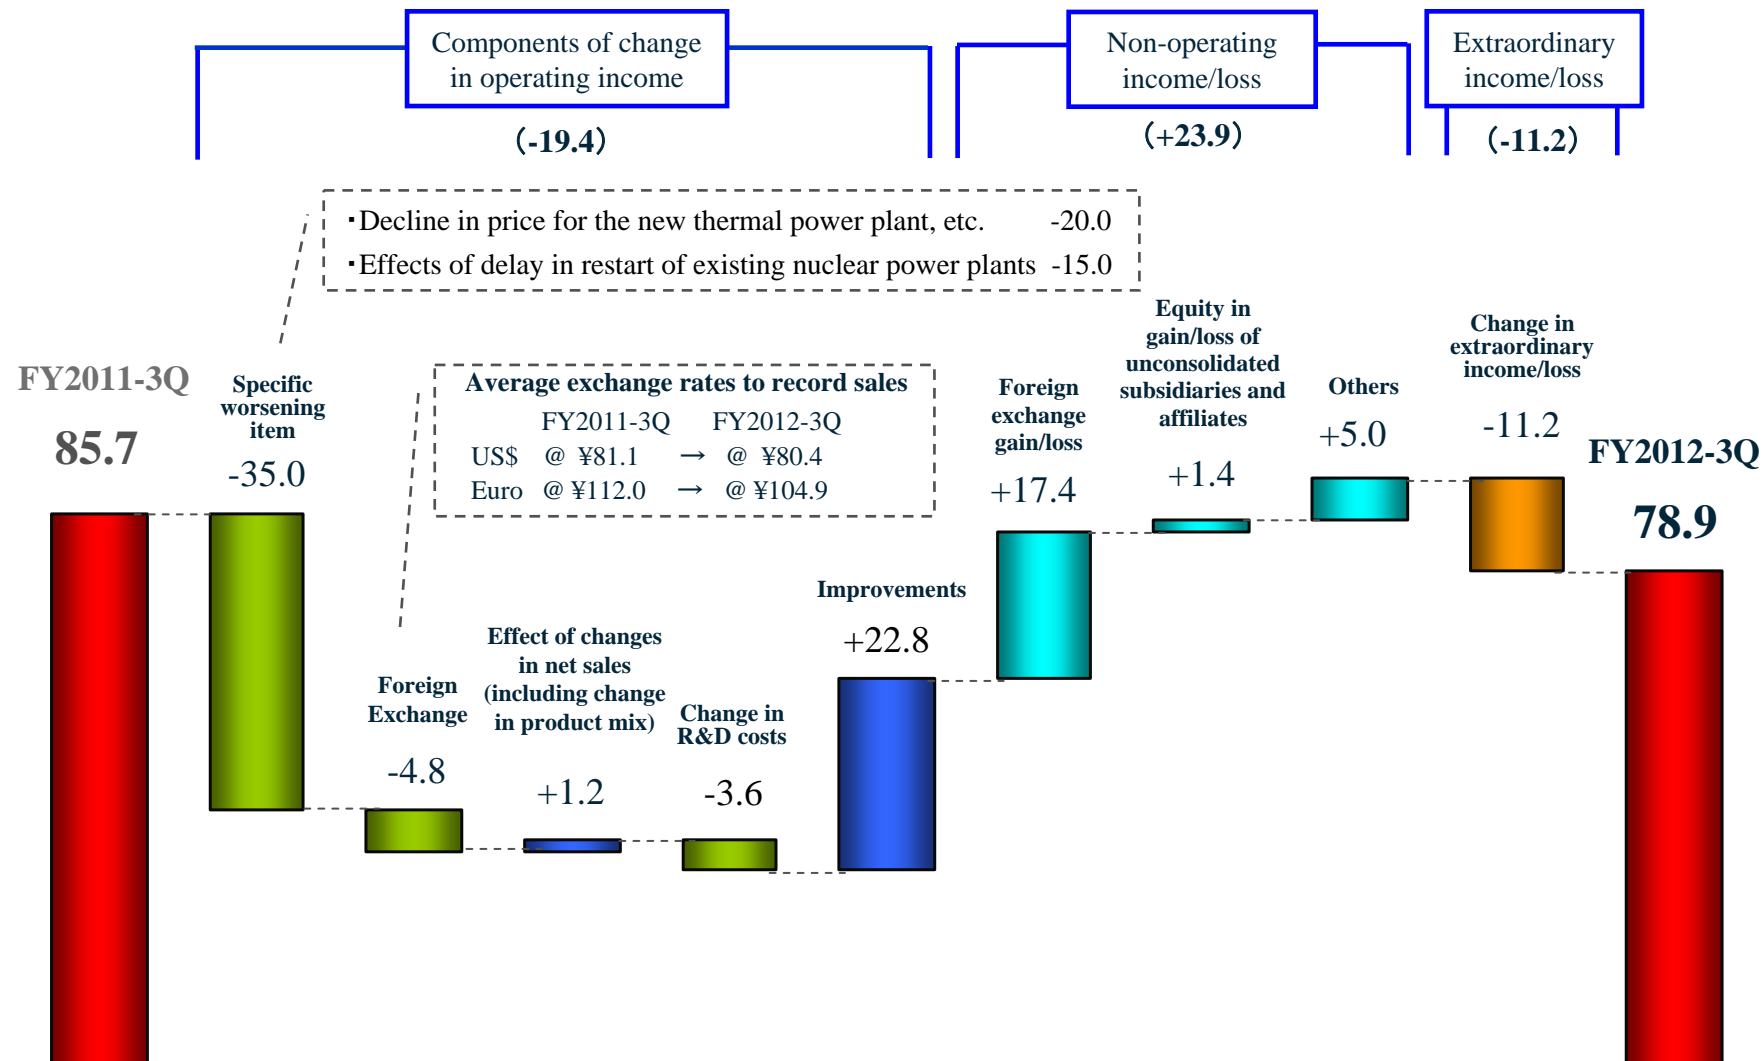 Components of change
in operating income
(-19.4)
Non-operating
income/loss
(+23.9)
Extraordinary
income/loss
(-11.2)
・Decline in price for the new thermal power plant, etc. -20.0
・Effects of delay in restart of existing nuclear power plants -15.0
FY2011-3Q
85.7
Specific
worsening
item
-35.0
Average exchange rates to record sales
FY2011-3Q FY2012-3Q
US$ @ ¥81.1 → @ ¥80.4
Euro @ ¥112.0 → @ ¥104.9
Foreign
Exchange
-4.8
Effect of changes
in net sales
(including change
in product mix)
+1.2
Change in
R&D costs
-3.6
Improvements
+22.8
Foreign
exchange
gain/loss
+17.4
Equity in
gain/loss of
unconsolidated
subsidiaries and
affiliates
+1.4
Others
+5.0
Change in
extraordinary
income/loss
-11.2
FY2012-3Q
78.9